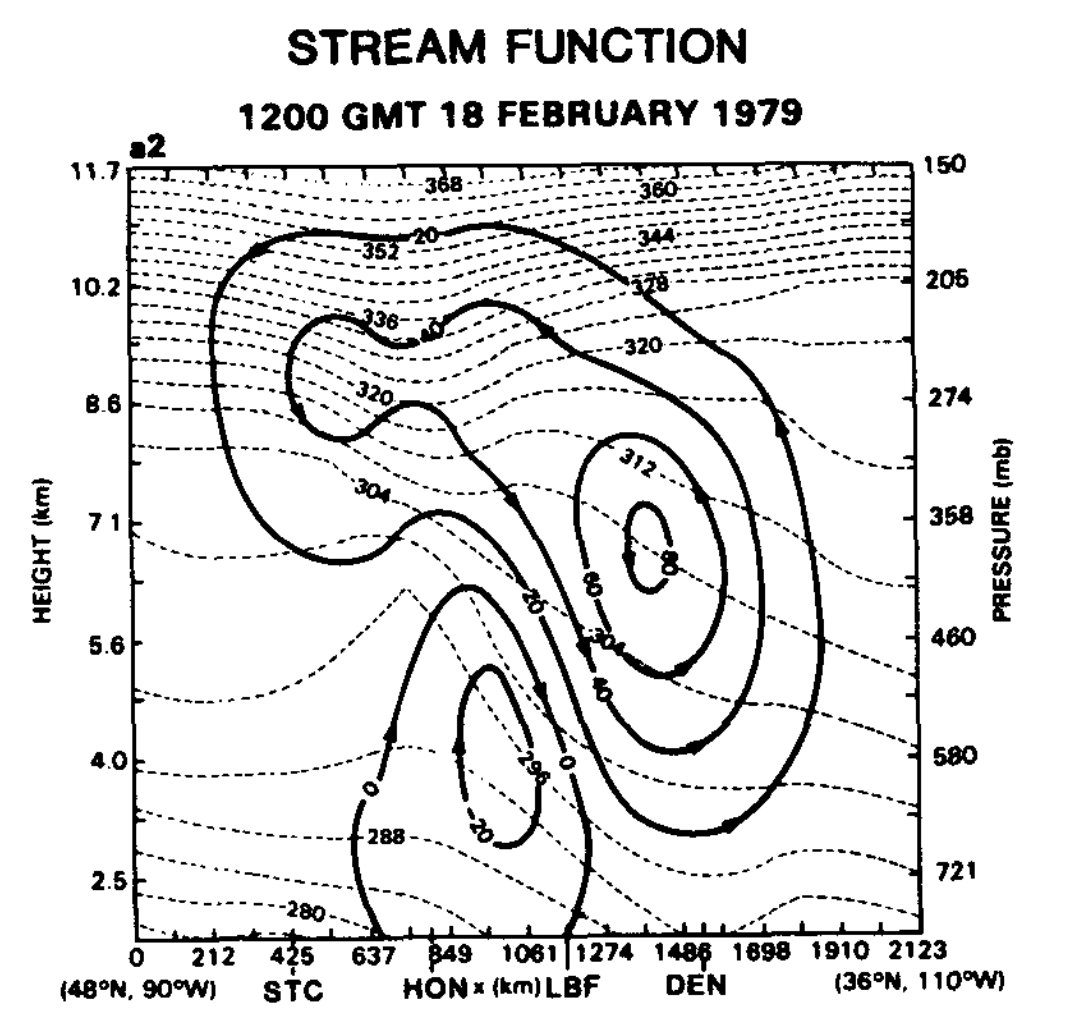 STREAM FUNCTION
1200 GMT 18 FEBRUARY 1979
a2
11.7 368 360 150
20 352 344
10.2 328 205
336 40 320
8.6 320 274
312
304
HEIGHT (km) 7 1 358 PRESSURE (mb)
80
60
20
5.6 304 460
40
4.0 296 0 580
0
288 -20
2.5 721
280
0 212 425 637 849 1061 1274 1486 1698 1910 2123
(48°N, 90°W) STC HON x (km) LBF DEN (36°N, 110°W)